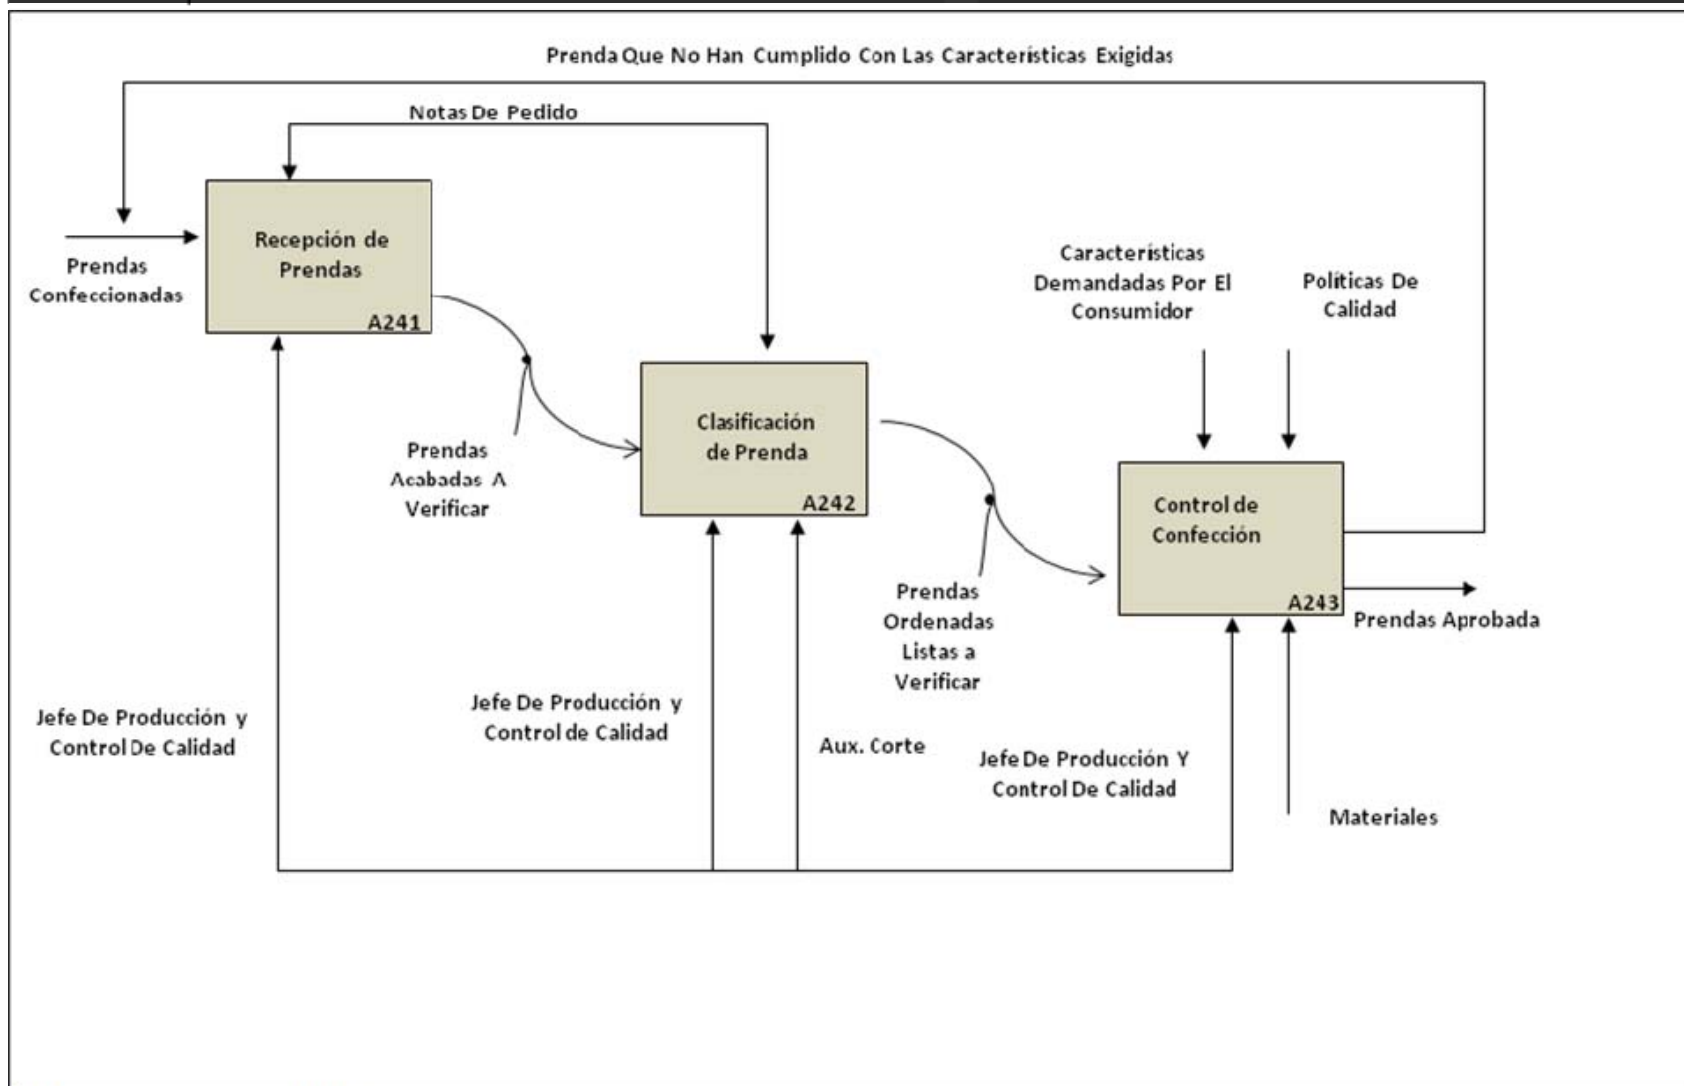 Prenda Que No Han Cumplido Con Las Características Exigidas
Notas De Pedido
Recepción de
Prendas
A241
Prendas
Confeccionadas
Prendas
Acabadas A
Verificar
Clasificación
de Prenda
A242
Características
Demandadas Por El
Consumidor
Políticas De
Calidad
Control de
Confección
A243
Prendas
Ordenadas
Listas a
Verificar
Prendas Aprobada
Jefe De Producción y
Control De Calidad
Jefe De Producción y
Control de Calidad
Aux. Corte
Jefe De Producción Y
Control De Calidad
Materiales